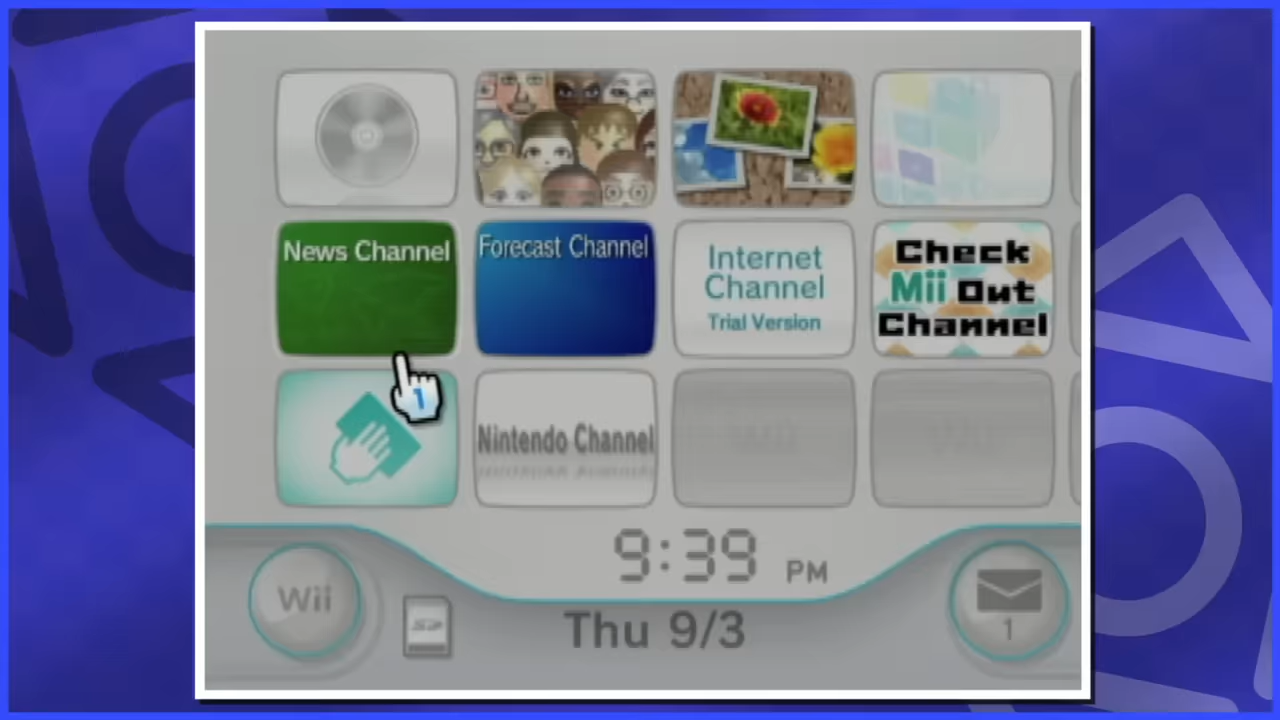 News Channel
Forecast Channel
Internet
Channel
Trial Version
Check
Mii Out
Channel
1
Nintendo Channel
9:39 PM
Wii
SD
Thu 9/3
1